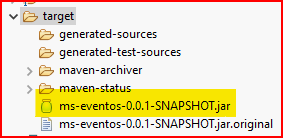 target
generated-sources
generated-test-sources
maven-archiver
maven-status
ms-eventos-0.0.1-SNAPSHOT.jar
ms-eventos-0.0.1-SNAPSHOT.jar.original